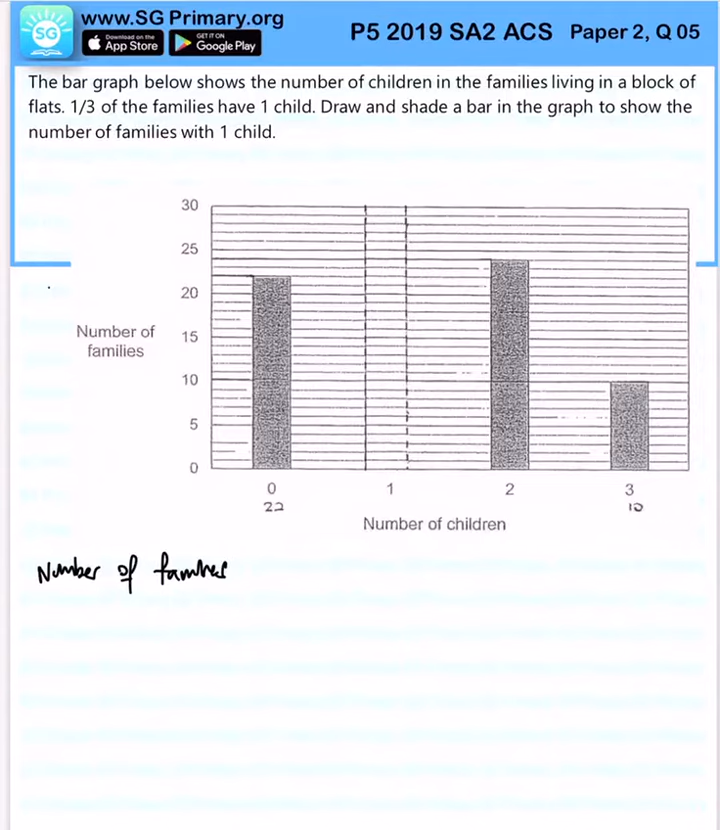 www.SG Primary.org
SG
Download on the
App Store
GET IT ON
Google Play
P5 2019 SA2 ACS Paper 2, Q 05
The bar graph below shows the number of children in the families living in a block of
flats. 1/3 of the families have 1 child. Draw and shade a bar in the graph to show the
number of families with 1 child.
30
25
20
15
10
5
0
Number of
families
0 1 2 3
22 10
Number of children
Number of families